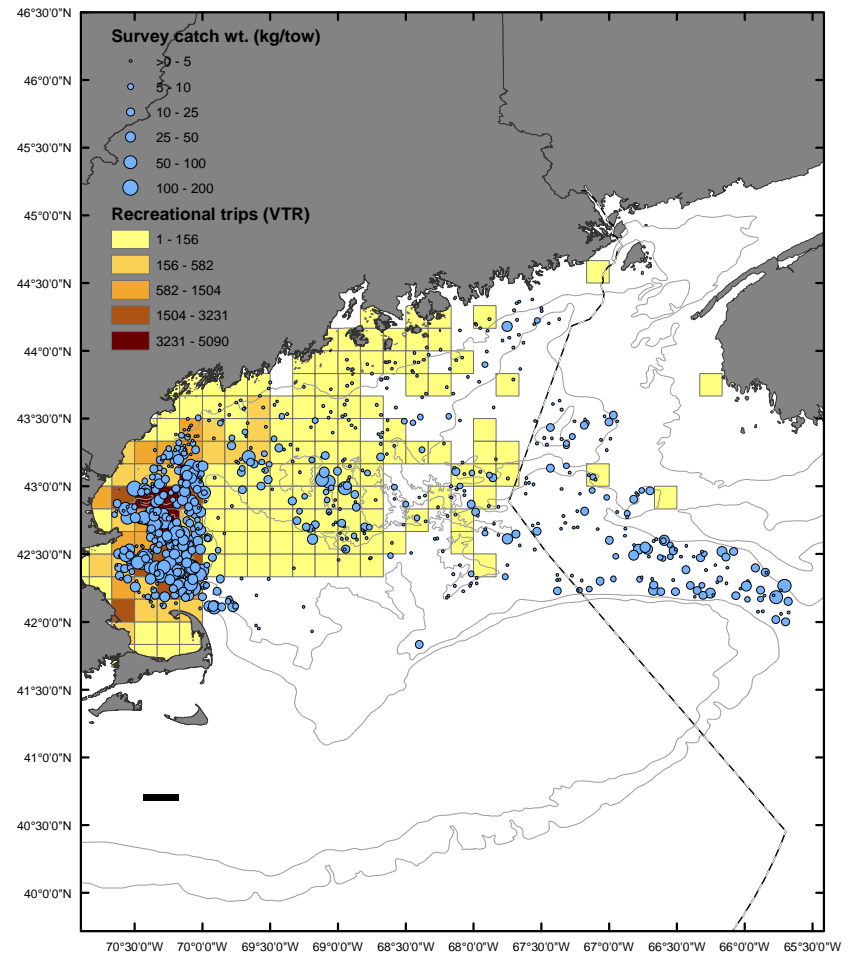 46°30'0"N
46°0'0"N
45°30'0"N
45°0'0"N
44°30'0"N
44°0'0"N
43°30'0"N
43°0'0"N
42°30'0"N
42°0'0"N
41°30'0"N
41°0'0"N
40°30'0"N
40°0'0"N
Survey catch wt. (kg/tow)
>0 - 5
5 - 10
10 - 25
25 - 50
50 - 100
100 - 200
Recreational trips (VTR)
1 - 156
156 - 582
582 - 1504
1504 - 3231
3231 - 5090
70°30'0"W 70°0'0"W 69°30'0"W 69°0'0"W 68°30'0"W 68°0'0"W 67°30'0"W 67°0'0"W 66°30'0"W 66°0'0"W 65°30'0"W